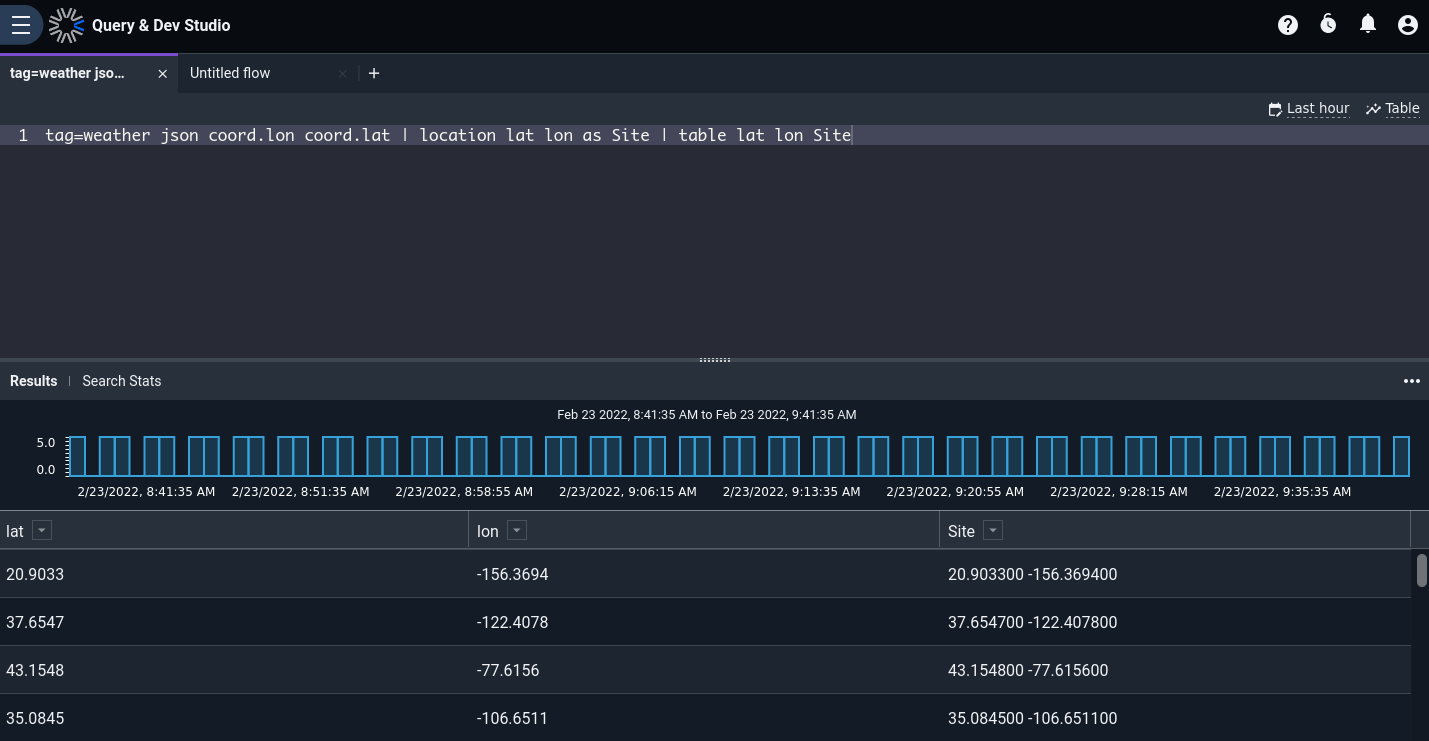 Query & Dev Studio
tag=weather jso... × Untitled flow × +
Last hour Table
1 tag=weather json coord.lon coord.lat | location lat lon as Site | table lat lon Site
Results | Search Stats
Feb 23 2022, 8:41:35 AM to Feb 23 2022, 9:41:35 AM
5.0
0.0
2/23/2022, 8:41:35 AM 2/23/2022, 8:51:35 AM 2/23/2022, 8:58:55 AM 2/23/2022, 9:06:15 AM 2/23/2022, 9:13:35 AM 2/23/2022, 9:20:55 AM 2/23/2022, 9:28:15 AM 2/23/2022, 9:35:35 AM
lat lon Site
20.9033 -156.3694 20.903300 -156.369400
37.6547 -122.4078 37.654700 -122.407800
43.1548 -77.6156 43.154800 -77.615600
35.0845 -106.6511 35.084500 -106.651100